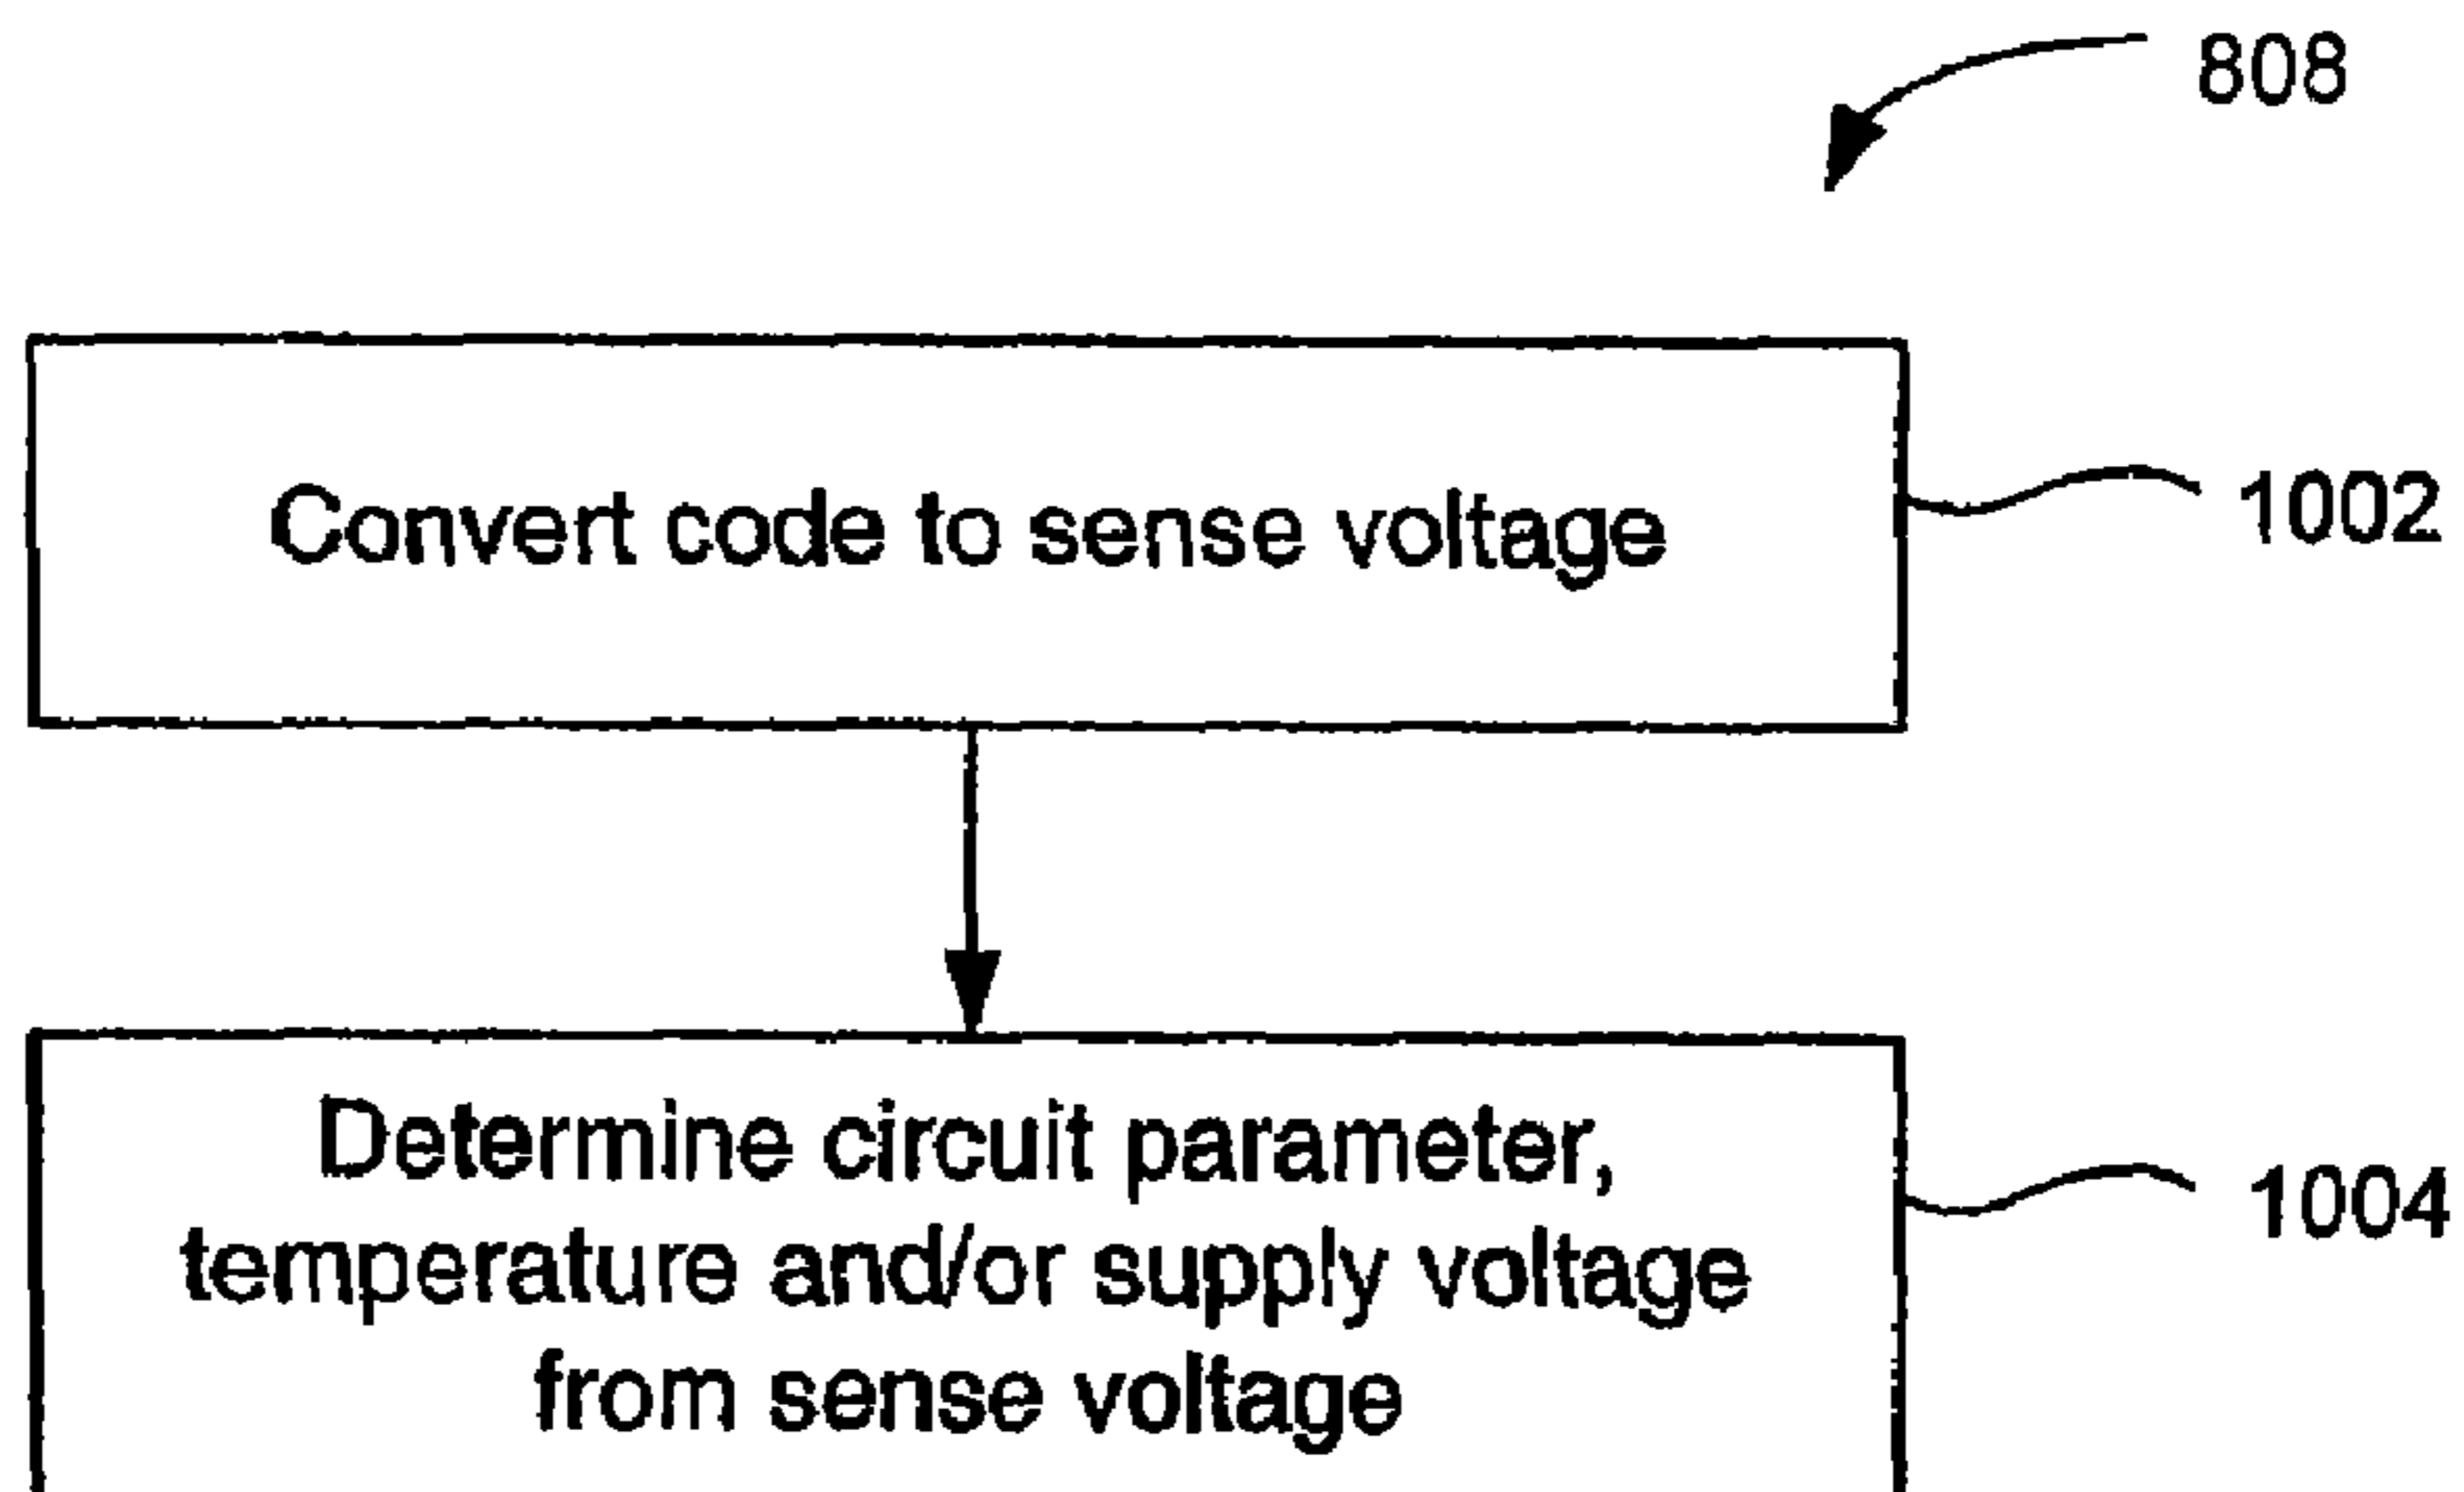 808
Convert code to sense voltage
1002
Determine circuit parameter,
temperature and/or supply voltage
from sense voltage
1004